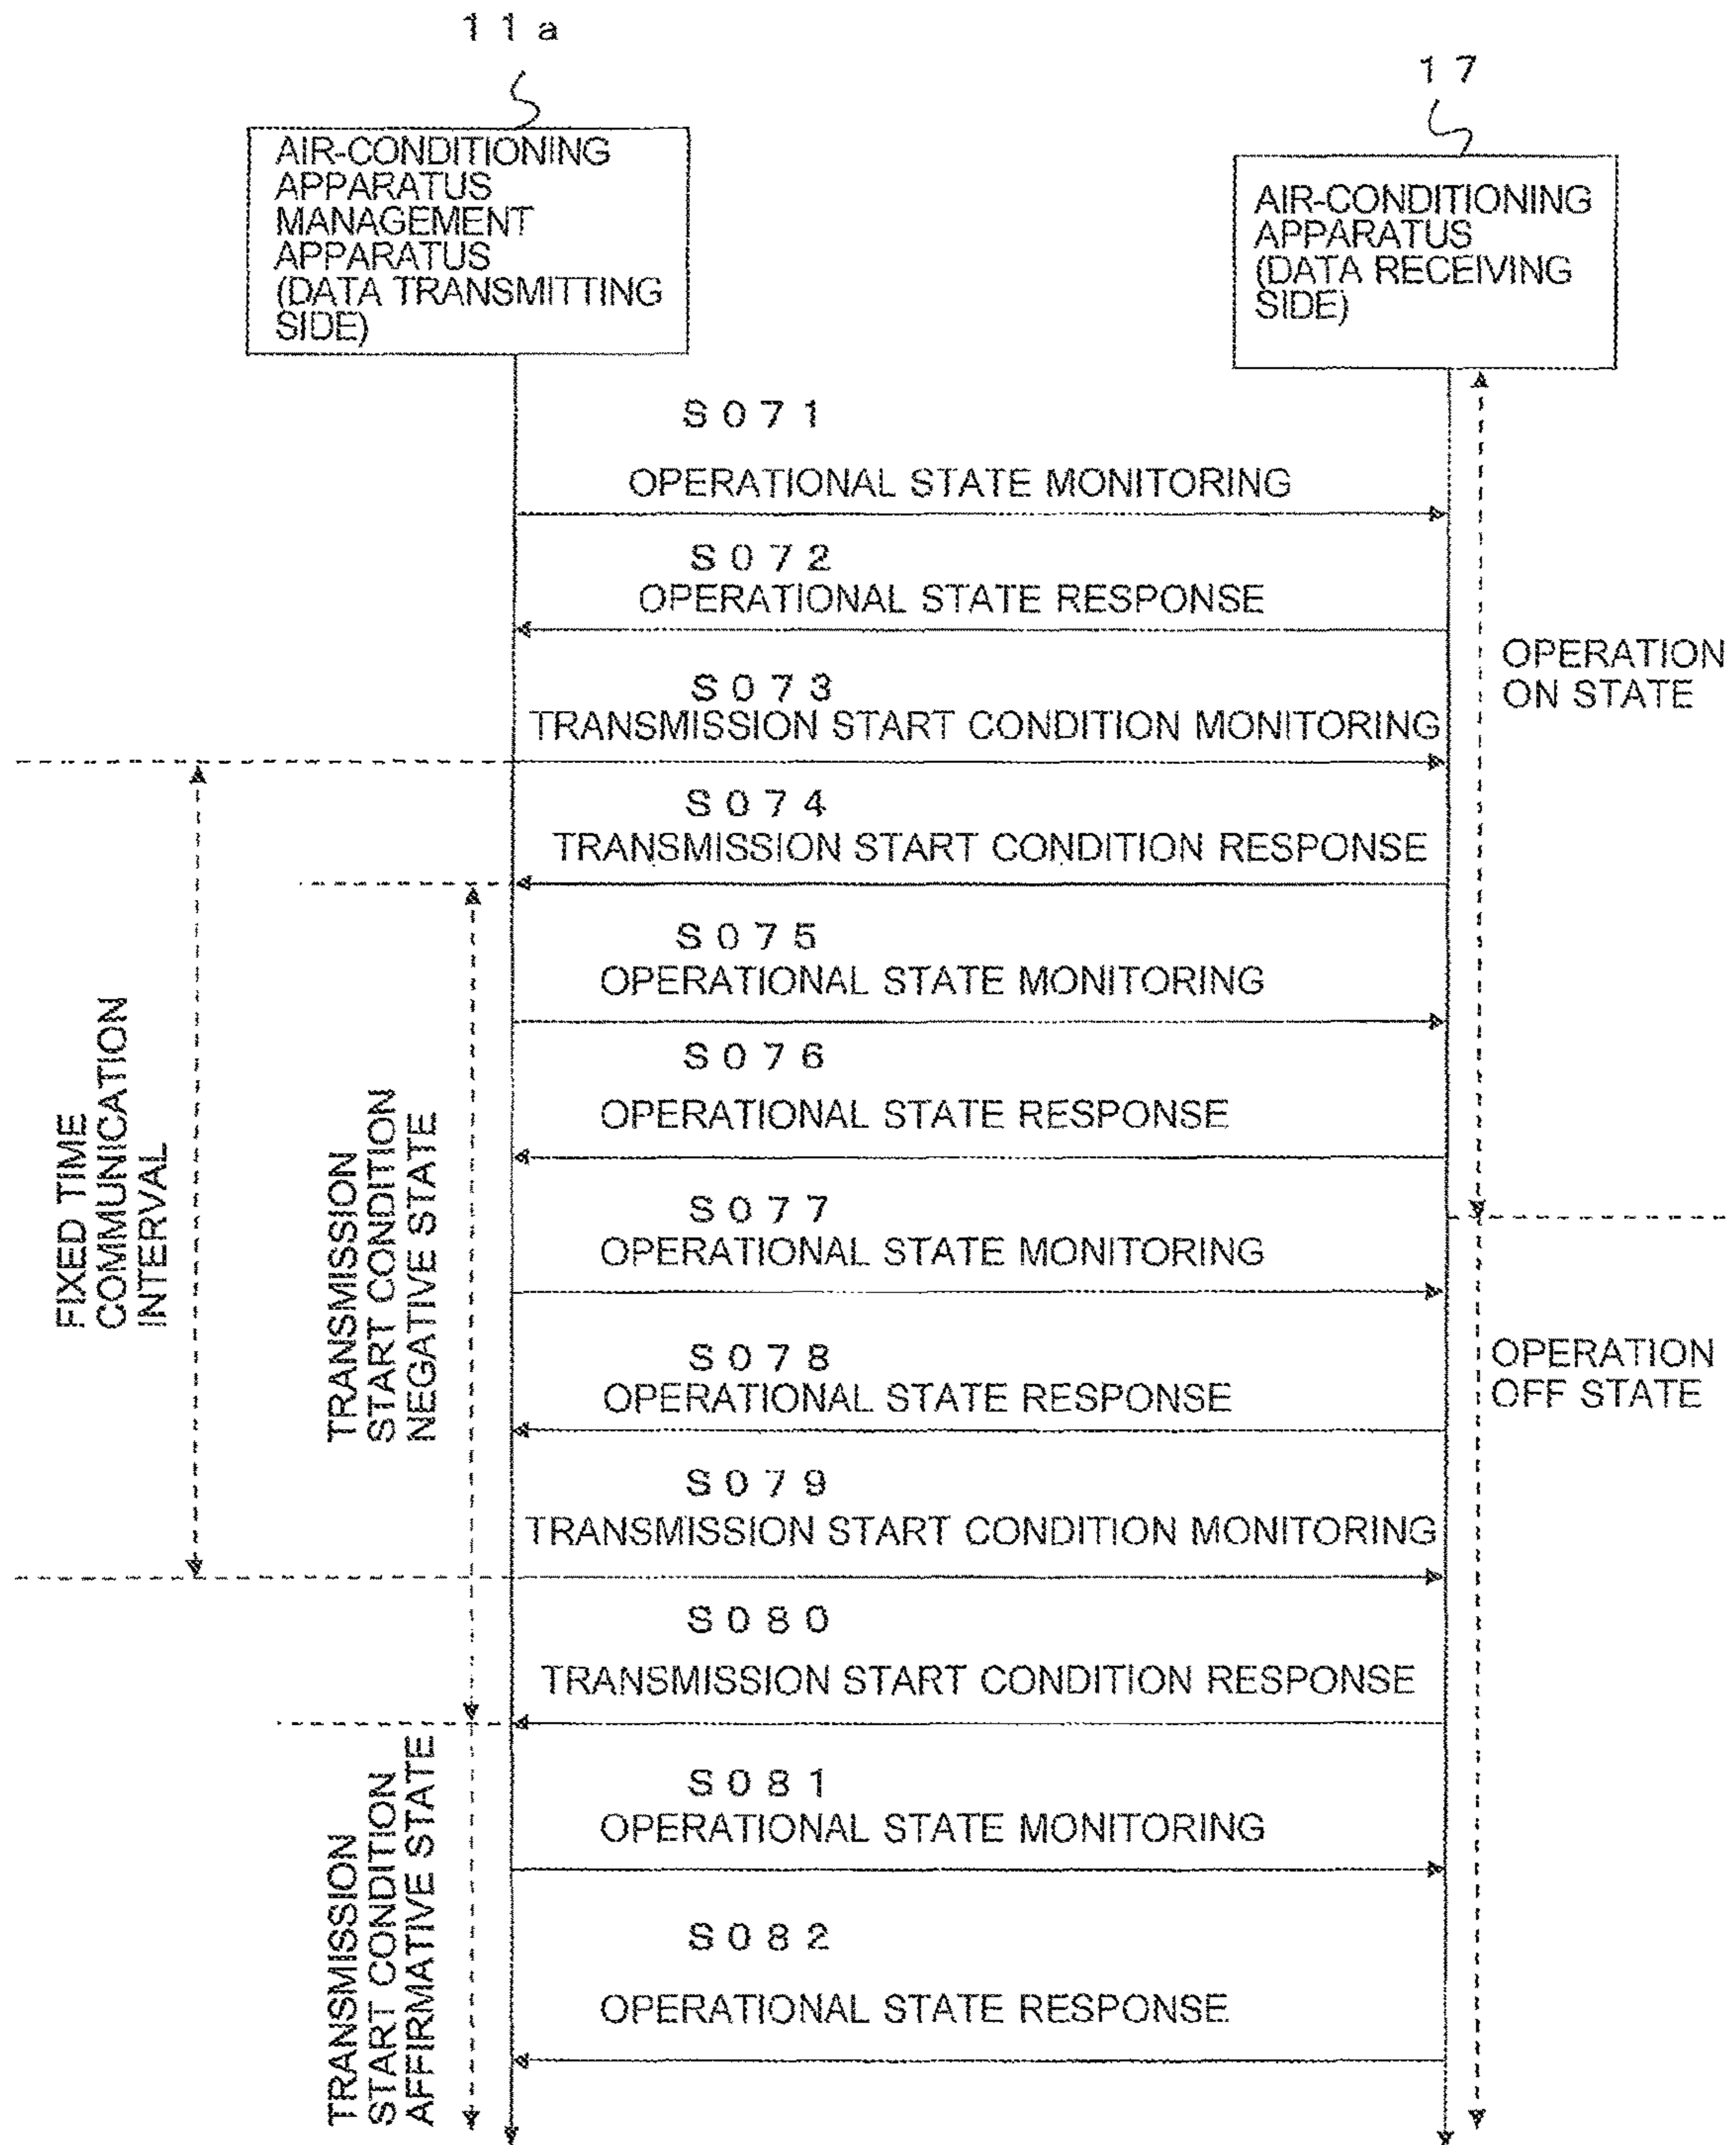 11a
17
AIR-CONDITIONING
APPARATUS
MANAGEMENT
APPARATUS
(DATA TRANSMITTING
SIDE)
AIR-CONDITIONING
APPARATUS
(DATA RECEIVING
SIDE)
S071
OPERATIONAL STATE MONITORING
S072
OPERATIONAL STATE RESPONSE
OPERATION
ON STATE
S073
TRANSMISSION START CONDITION MONITORING
S074
TRANSMISSION START CONDITION RESPONSE
S075
OPERATIONAL STATE MONITORING
S076
OPERATIONAL STATE RESPONSE
FIXED TIME
COMMUNICATION
INTERVAL
TRANSMISSION
START CONDITION
NEGATIVE STATE
S077
OPERATIONAL STATE MONITORING
S078
OPERATIONAL STATE RESPONSE
OPERATION
OFF STATE
S079
TRANSMISSION START CONDITION MONITORING
S080
TRANSMISSION START CONDITION RESPONSE
TRANSMISSION
START CONDITION
AFFIRMATIVE STATE
S081
OPERATIONAL STATE MONITORING
S082
OPERATIONAL STATE RESPONSE